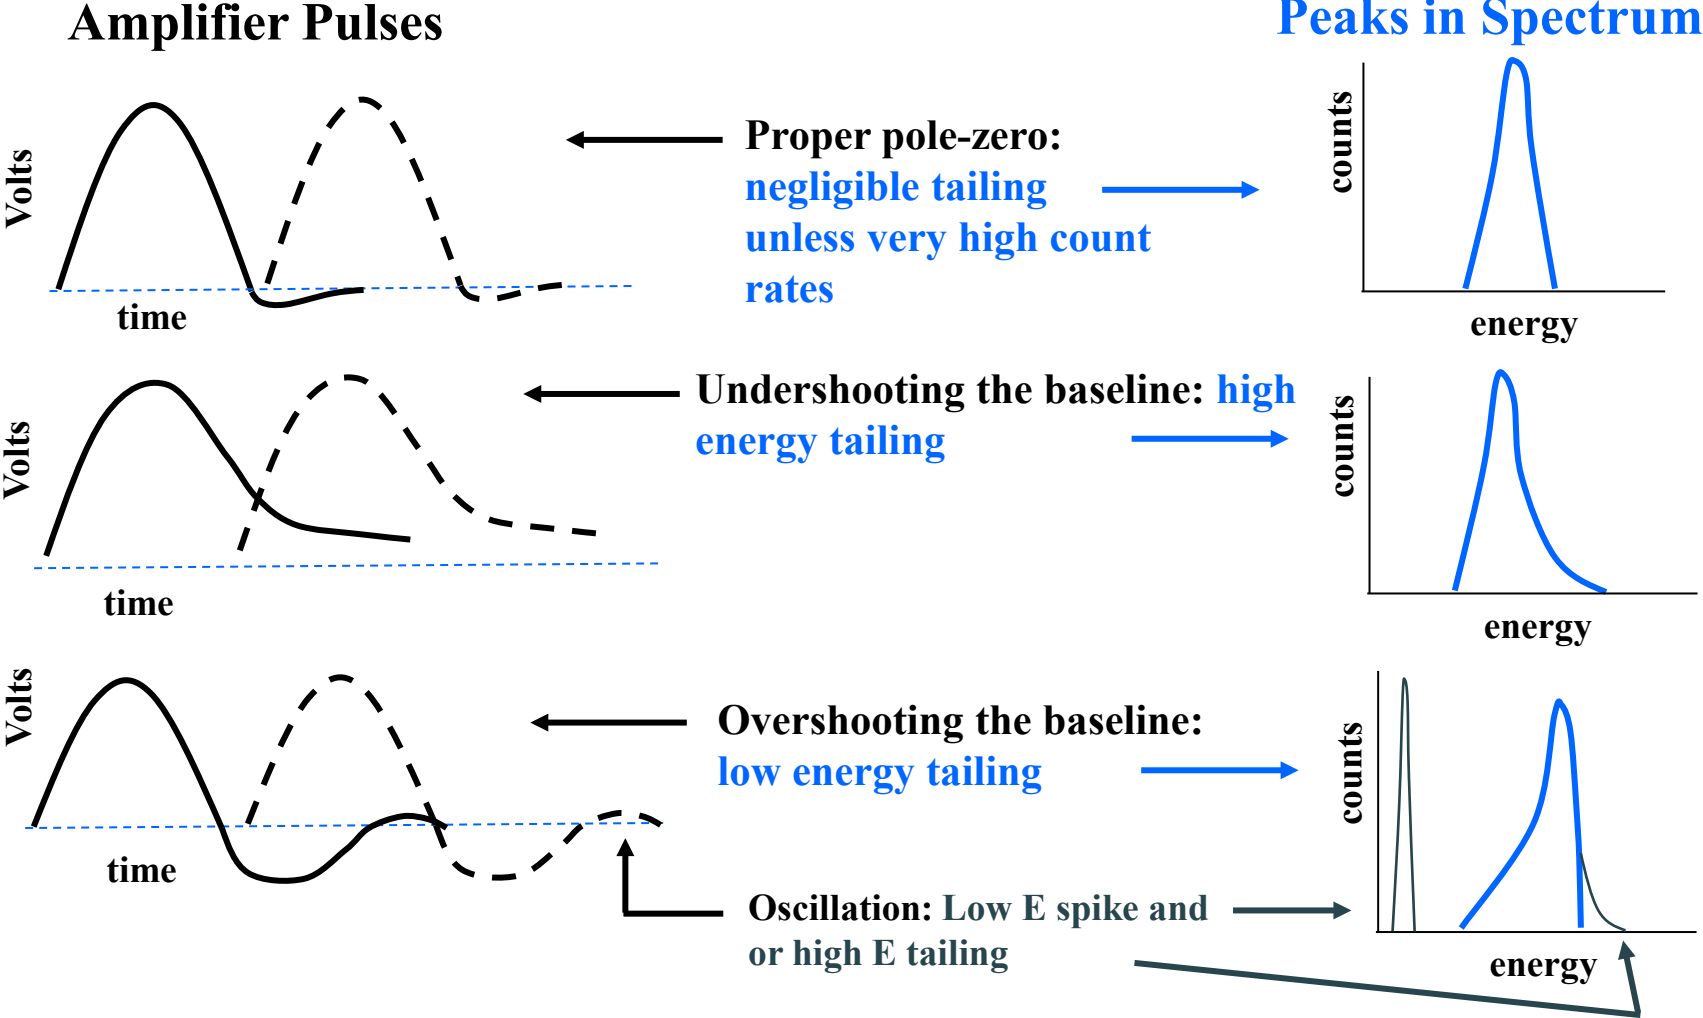 Amplifier Pulses
Peaks in Spectrum
Volts
time
Proper pole-zero:
negligible tailing
unless very high count
rates
counts
energy
Volts
time
Undershooting the baseline: high
energy tailing
counts
energy
Volts
time
Overshooting the baseline:
low energy tailing
Oscillation: Low E spike and
or high E tailing
counts
energy